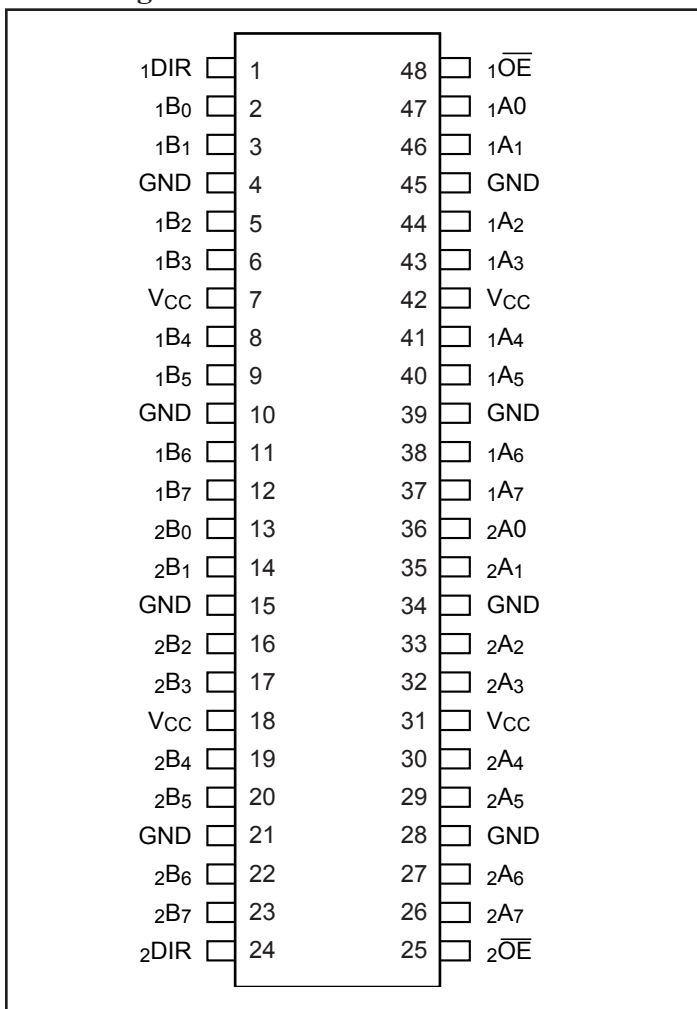 ₁DIR 1 48 ₁O̅E̅
₁B₀ 2 47 ₁A0
₁B₁ 3 46 ₁A₁
GND 4 45 GND
₁B₂ 5 44 ₁A₂
₁B₃ 6 43 ₁A₃
VCC 7 42 VCC
₁B₄ 8 41 ₁A₄
₁B₅ 9 40 ₁A₅
GND 10 39 GND
₁B₆ 11 38 ₁A₆
₁B₇ 12 37 ₁A₇
₂B₀ 13 36 ₂A0
₂B₁ 14 35 ₂A₁
GND 15 34 GND
₂B₂ 16 33 ₂A₂
₂B₃ 17 32 ₂A₃
VCC 18 31 VCC
₂B₄ 19 30 ₂A₄
₂B₅ 20 29 ₂A₅
GND 21 28 GND
₂B₆ 22 27 ₂A₆
₂B₇ 23 26 ₂A₇
₂DIR 24 25 ₂O̅E̅